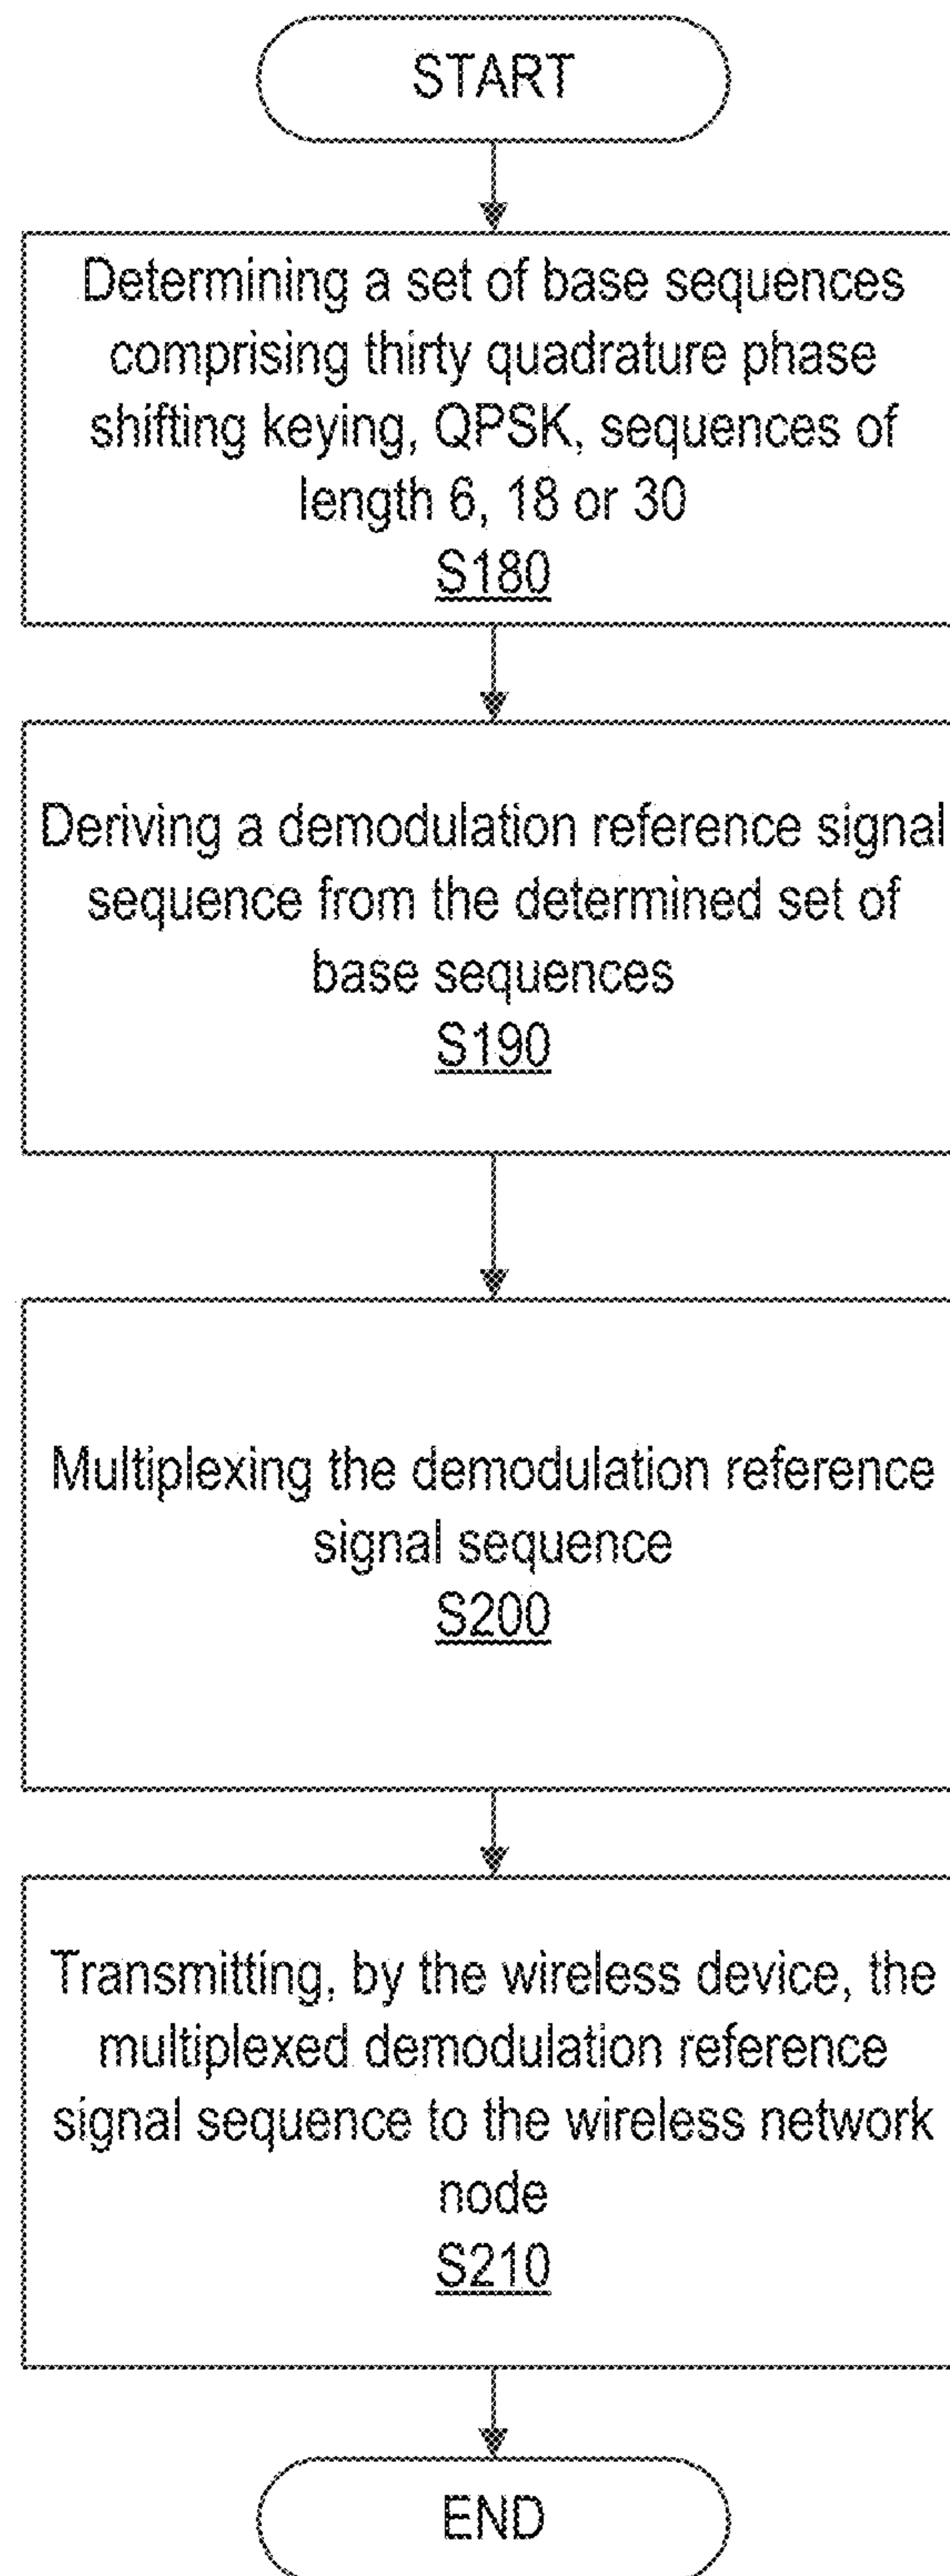 START
Determining a set of base sequences
comprising thirty quadrature phase
shifting keying, QPSK, sequences of
length 6, 18 or 30
S180
Deriving a demodulation reference signal
sequence from the determined set of
base sequences
S190
Multiplexing the demodulation reference
signal sequence
S200
Transmitting, by the wireless device, the
multiplexed demodulation reference
signal sequence to the wireless network
node
S210
END